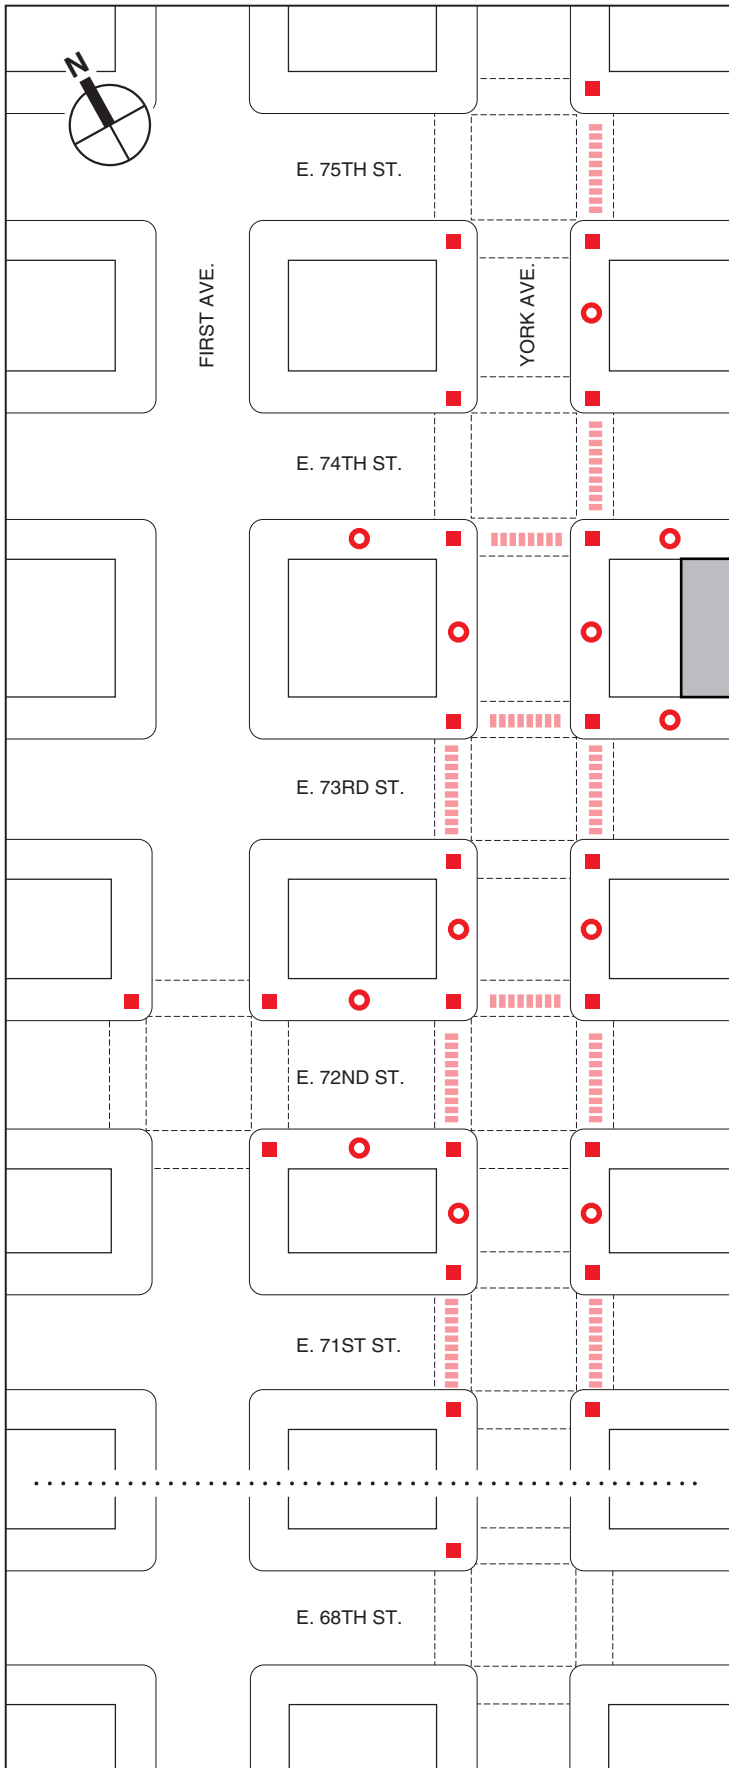 N
E. 75TH ST.
FIRST AVE.
YORK AVE.
E. 74TH ST.
E. 73RD ST.
E. 72ND ST.
E. 71ST ST.
E. 68TH ST.